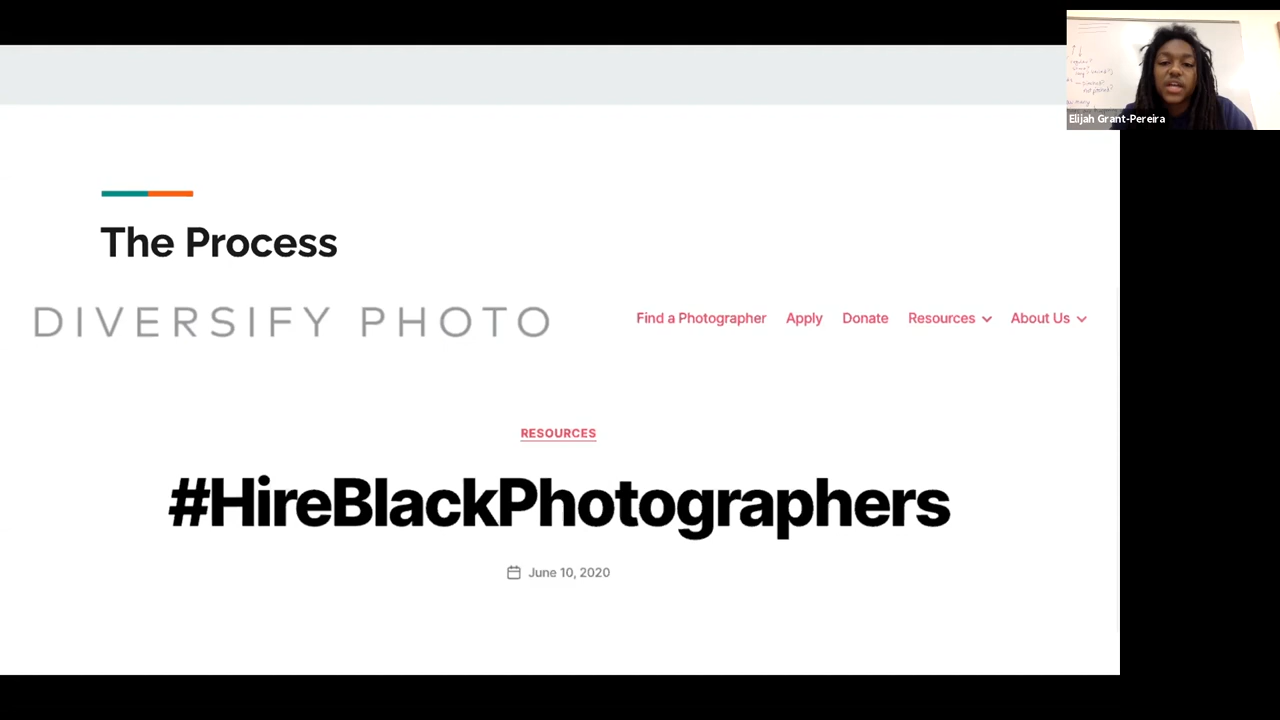 The Process
DIVERSIFY PHOTO
Find a Photographer Apply Donate Resources About Us
RESOURCES
#HireBlackPhotographers
June 10, 2020
Elijah Grant-Pereira